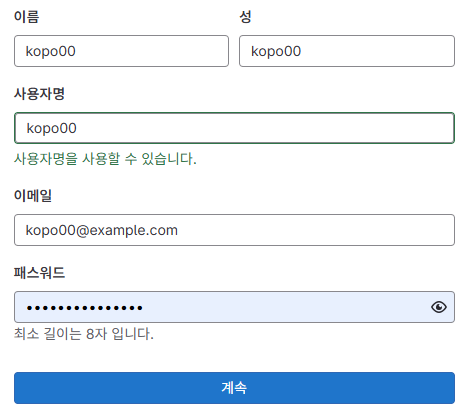 이름 성
kopo00 kopo00
사용자명
kopo00
사용자명을 사용할 수 있습니다.
이메일
kopo00@example.com
패스워드
•••••••••••••••
최소 길이는 8자 입니다.
계속